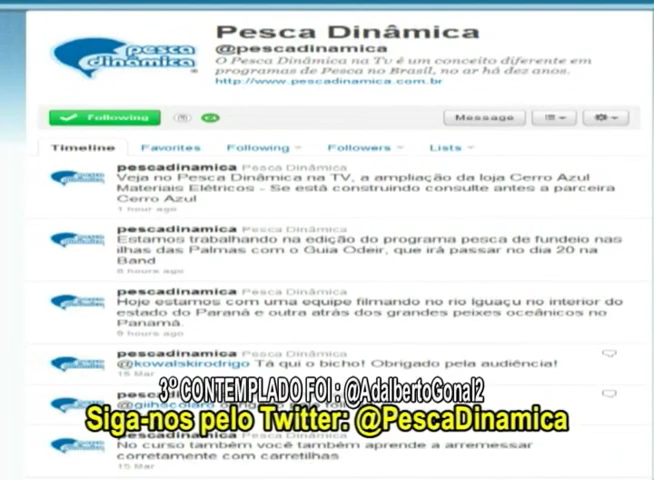 Pesca Dinâmica
@pescadinamica
O Pesca Dinâmica na Tv é um conceito diferente em
programas de Pesca no Brasil, no ar há dez anos.
http://www.pescadinamica.com.br
pesca
dinâmica
Following
Message
Timeline Favorites Following Followers Lists
pescadinamica Pesca Dinâmica
Veja no Pesca Dinâmica na TV, a ampliação da loja Cerro Azul
Materiais Elétricos - Se está construindo consulte antes a parceira
Cerro Azul
1 hour ago
pescadinamica Pesca Dinâmica
Estamos trabalhando na edição do programa pesca de fundeio nas
ilhas das Palmas com o Guia Odeir, que irá passar no dia 20 na
Band
8 hours ago
pescadinamica Pesca Dinâmica
Hoje estamos com uma equipe filmando no rio Iguaçu no interior do
estado do Paraná e outra atrás dos grandes peixes oceânicos no
Panamá.
9 hours ago
pescadinamica Pesca Dinâmica
@kowalskirodrigo Tá qui o bicho! Obrigado pela audiência!
15 Mar
3º CONTEMPLADO FOI : @AdalbertoGonal2
pescadinamica
Siga-nos pelo Twitter: @PescaDinamica
pescadinamica Pesca Dinâmica
No curso também você também aprende a arremessar
corretamente com carretilhas
15 Mar